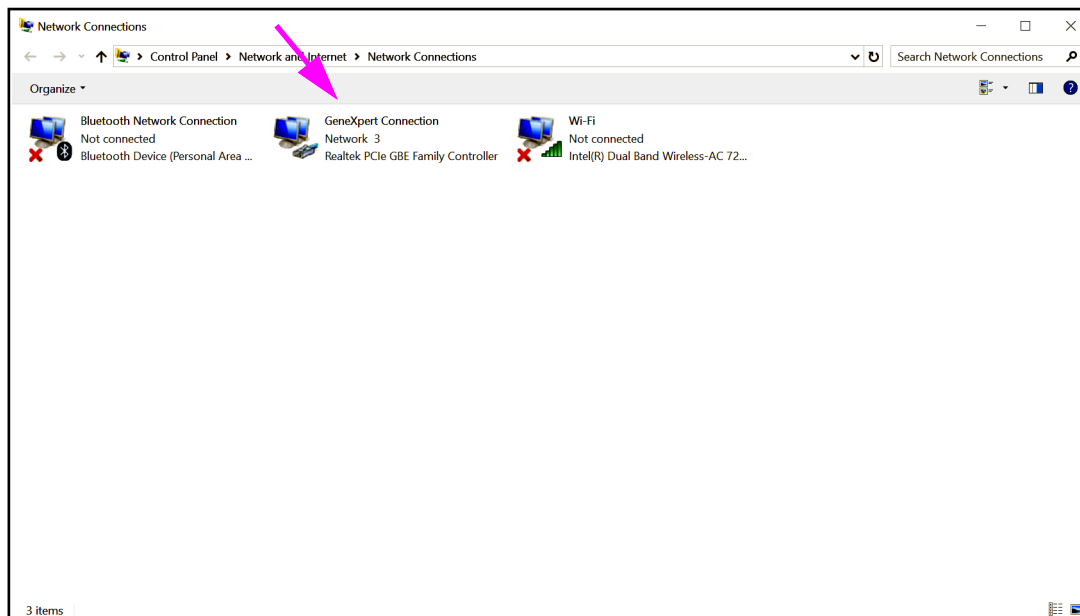 Network Connections
Control Panel > Network and Internet > Network Connections
Search Network Connections
Organize
Bluetooth Network Connection
Not connected
Bluetooth Device (Personal Area ...
GeneXpert Connection
Network 3
Realtek PCIe GBE Family Controller
Wi-Fi
Not connected
Intel(R) Dual Band Wireless-AC 72...
3 items